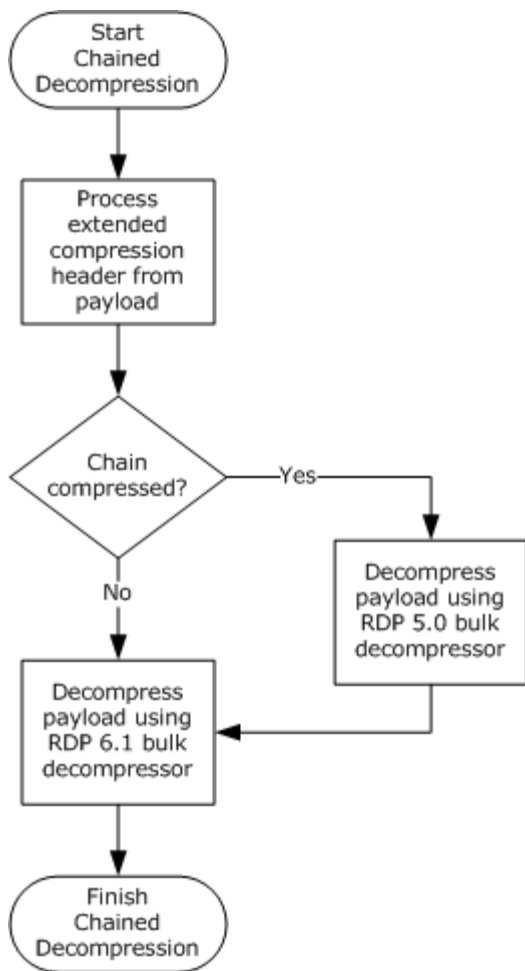 Start
Chained
Decompression
Process
extended
compression
header from
payload
Chain
compressed?
Yes
No
Decompress
payload using
RDP 5.0 bulk
decompressor
Decompress
payload using
RDP 6.1 bulk
decompressor
Finish
Chained
Decompression